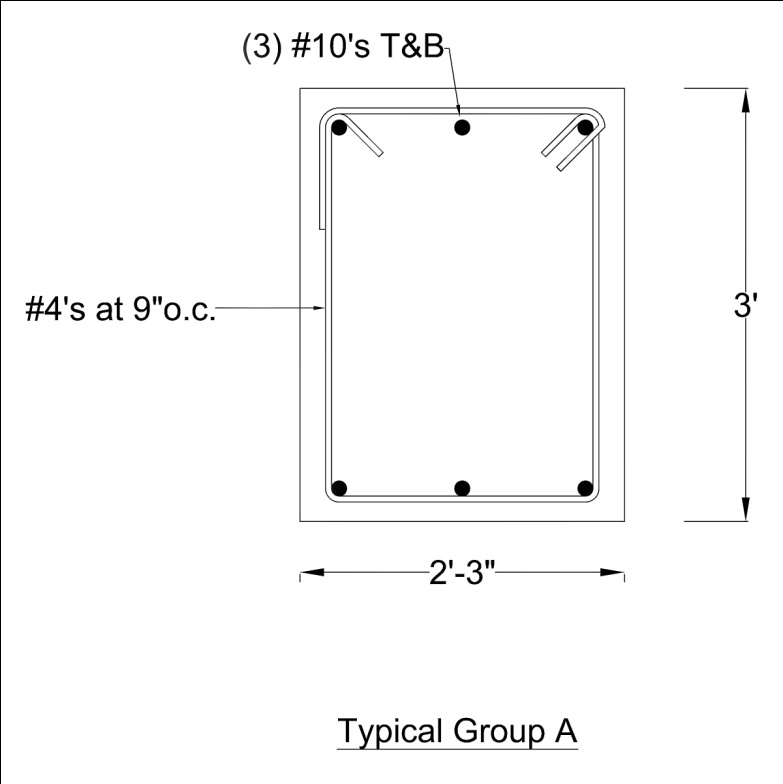 (3) #10's T&B
#4's at 9"o.c.
3'
2'-3"
Typical Group A